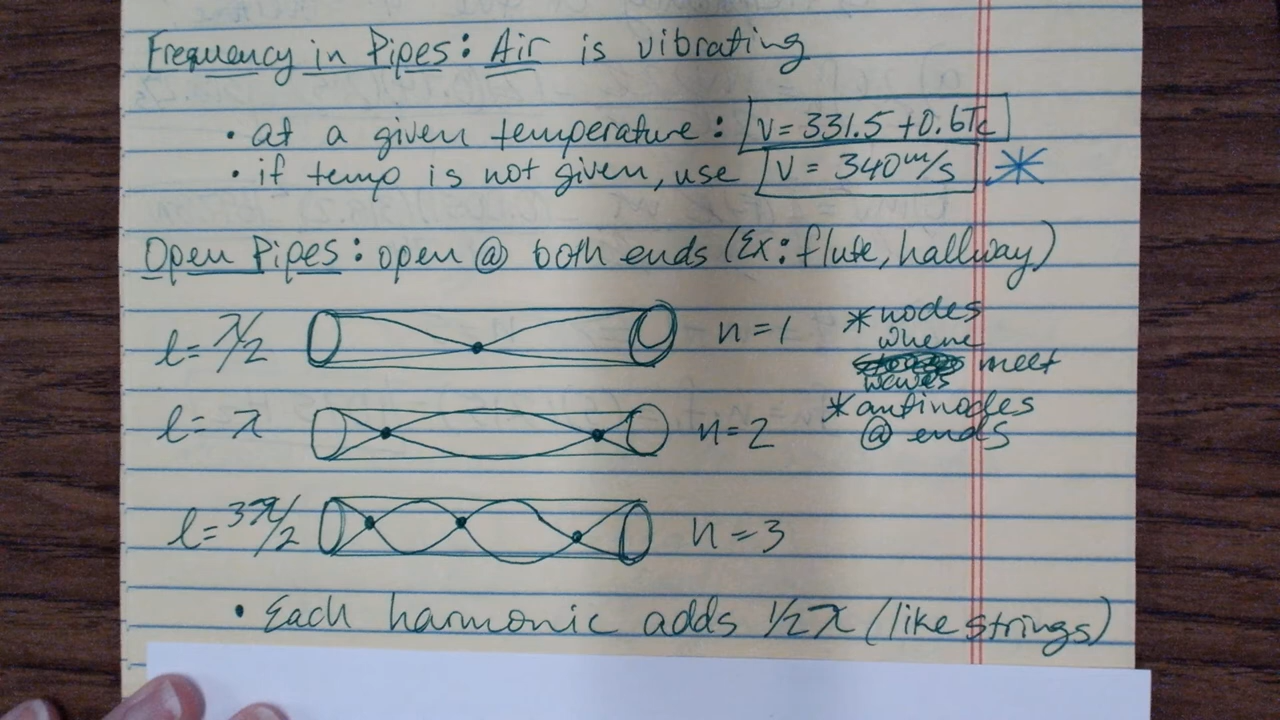 Frequency in Pipes: Air is vibrating
• at a given temperature: V = 331.5 + 0.6Tc
• if temp is not given, use V = 340 m/s *
Open Pipes: open @ both ends (Ex: flute, hallway)
l = λ/2 n = 1
* nodes
where
waves meet
l = λ n = 2
* antinodes
@ ends
l = 3λ/2 n = 3
• Each harmonic adds 1/2 λ (like strings)